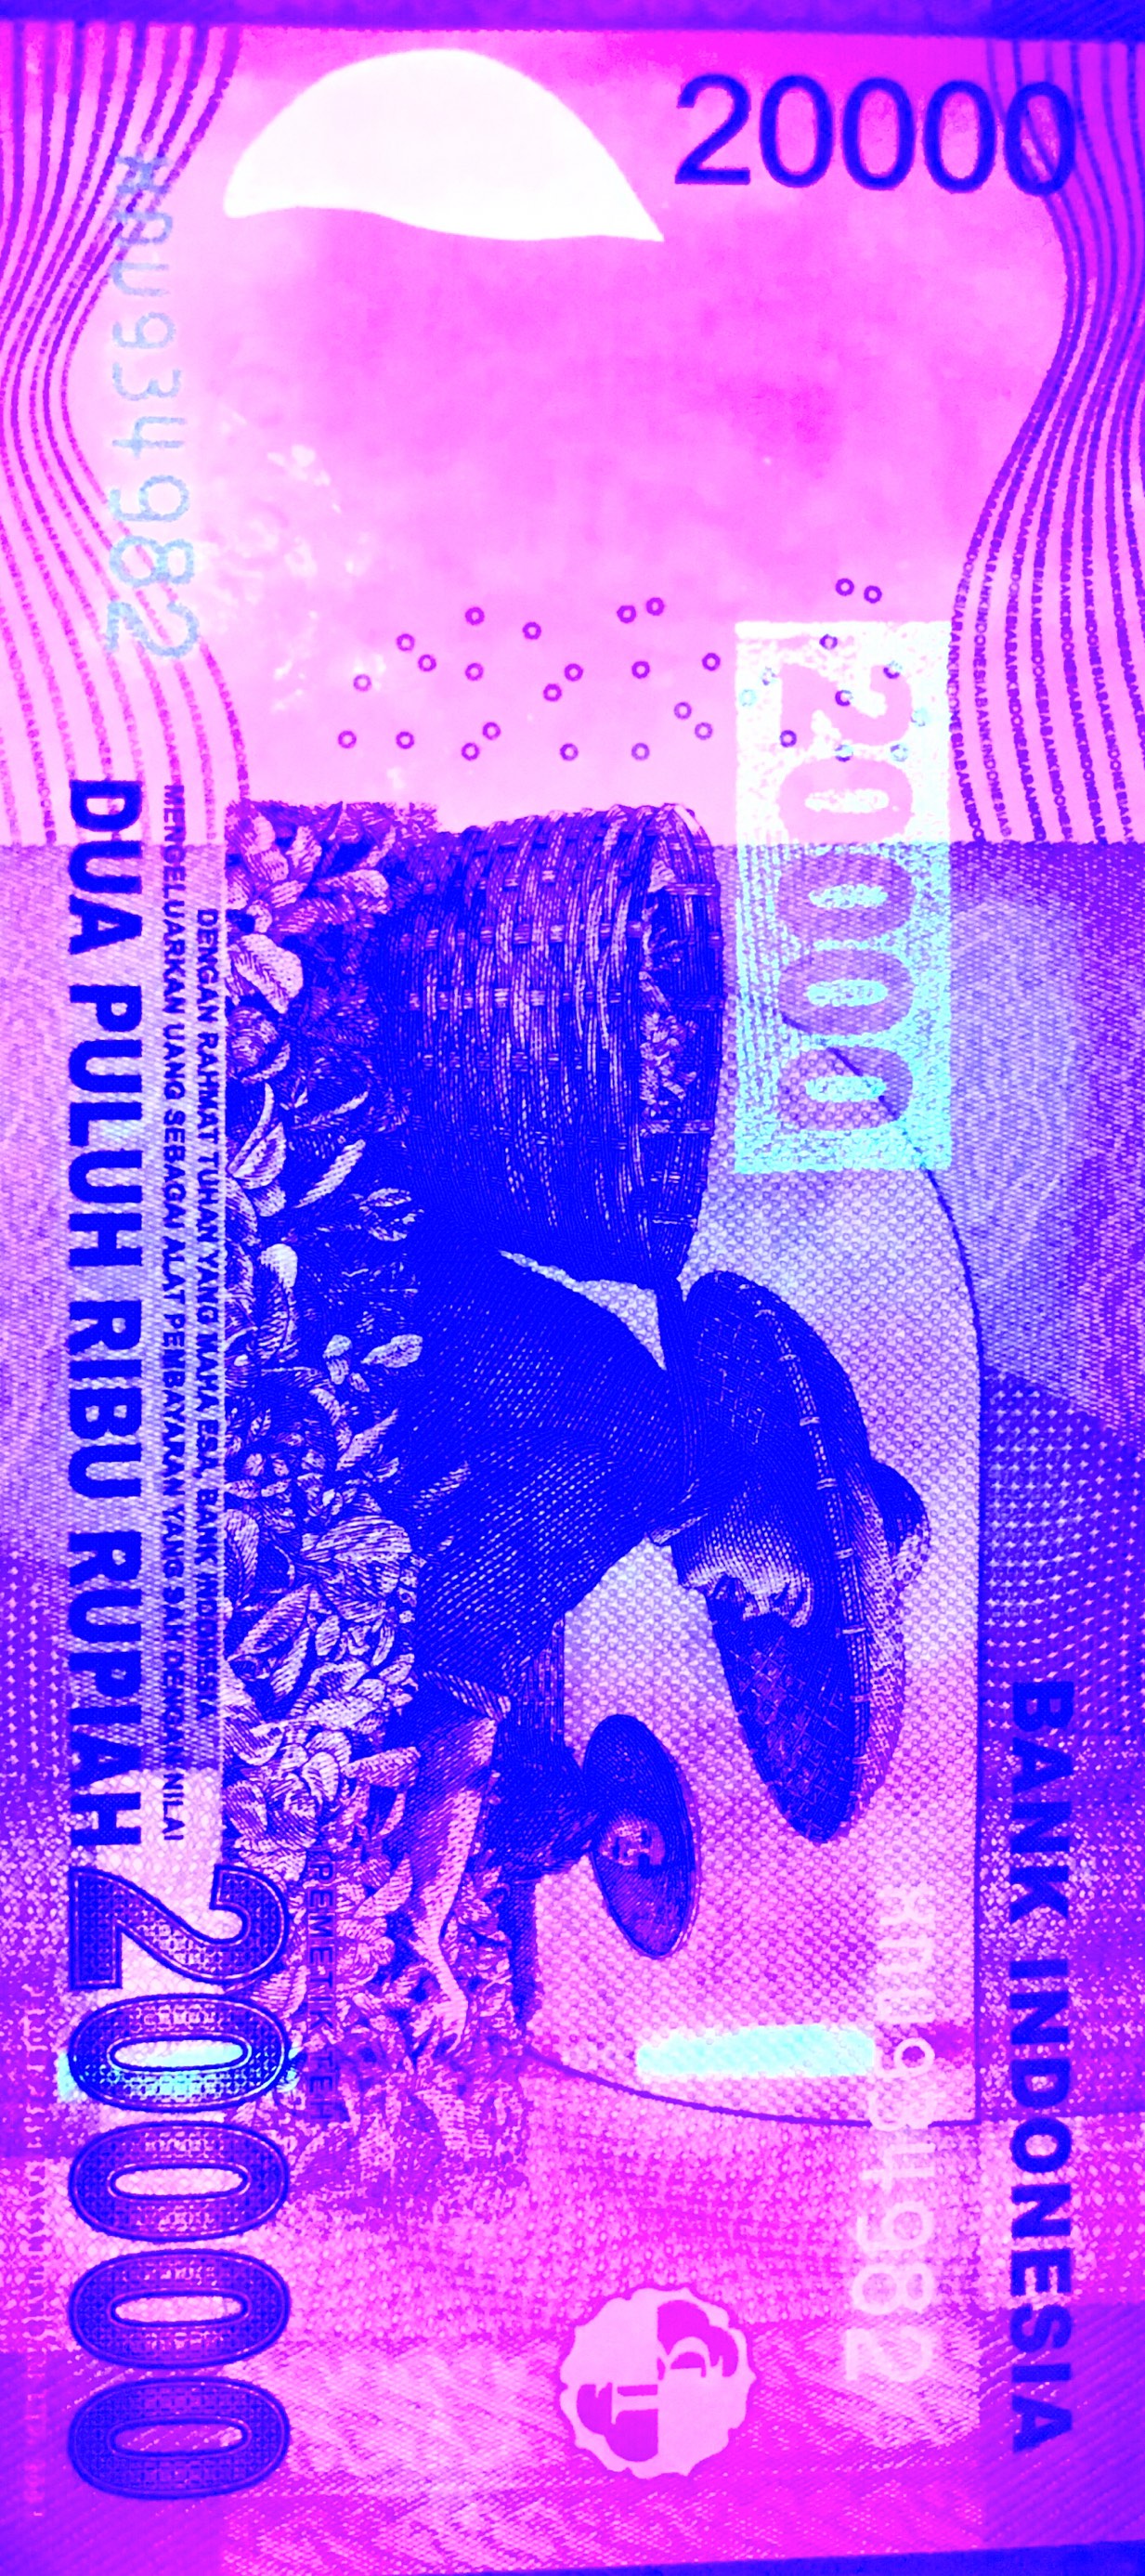 20000
BANK INDONESIA
20000
DENGAN RAHMAT TUHAN YANG MAHA ESA, BANK INDONESIA
MENGELUARKAN UANG SEBAGAI ALAT PEMBAYARAN YANG SAH DENGAN NILAI
DUA PULUH RIBU RUPIAH
20000
PEMETIK TEH